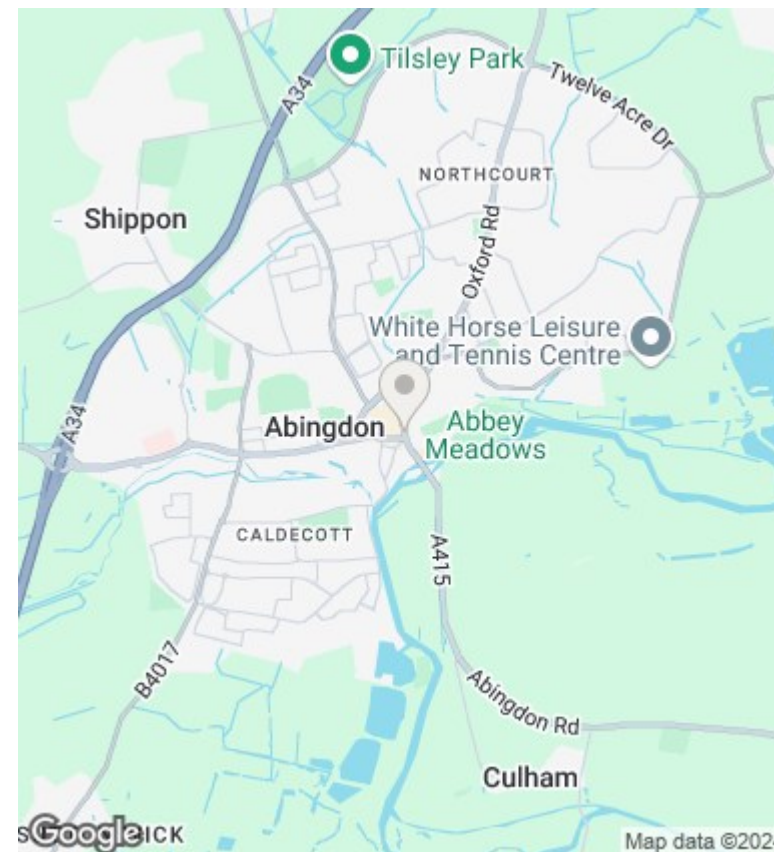 Tilsley Park
A34
Twelve Acre Dr
NORTHCOURT
Shippon
Oxford Rd
White Horse Leisure
and Tennis Centre
Abingdon
Abbey
Meadows
A34
CALDECOTT
A415
B4017
Abingdon Rd
Culham
Google
ICK
Map data ©202